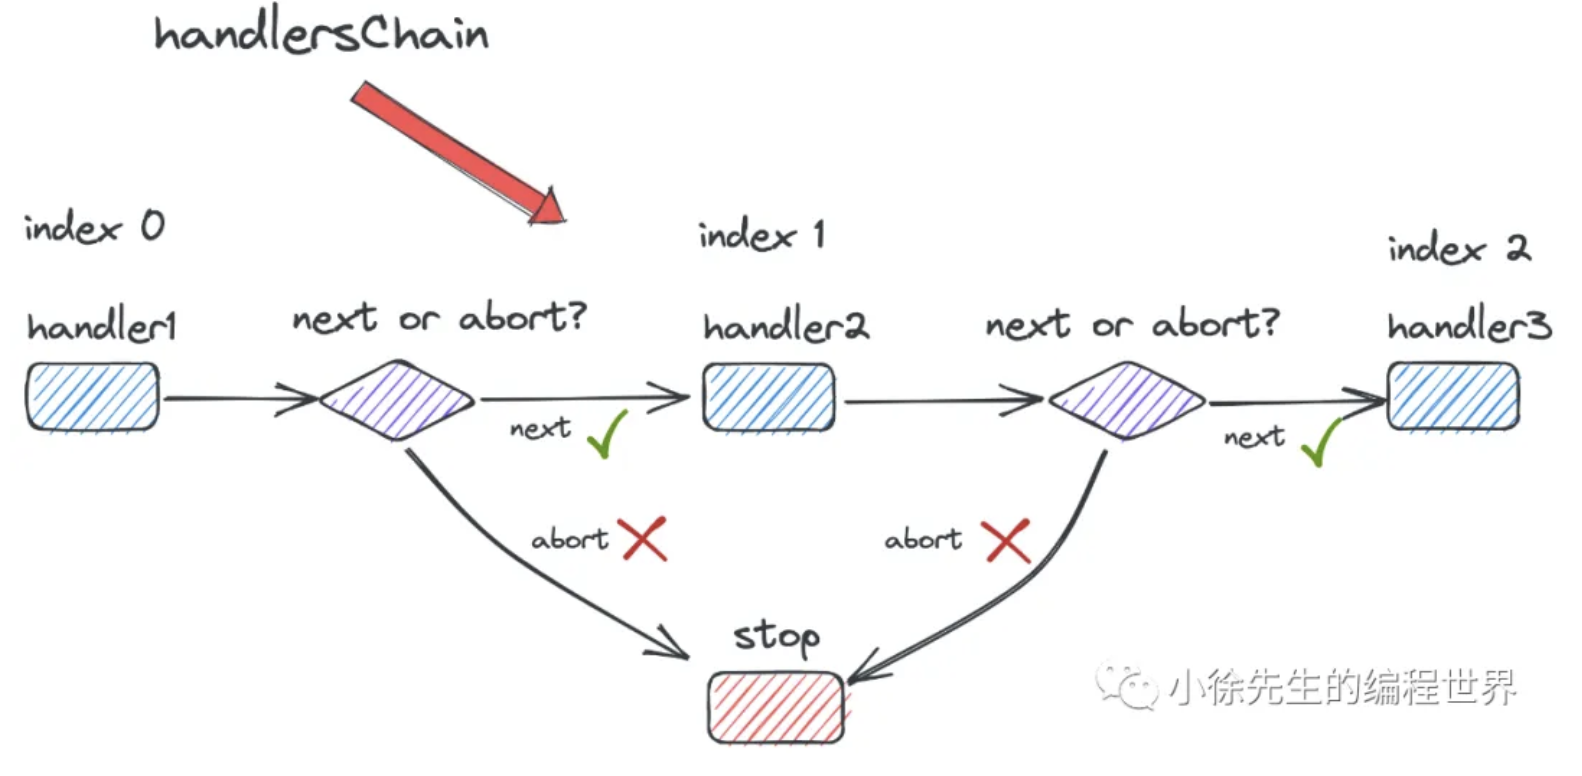 handlersChain
index 0
index 1
index 2
handler1
next or abort?
handler2
next or abort?
handler3
next
next
abort
abort
stop
小徐先生的编程世界